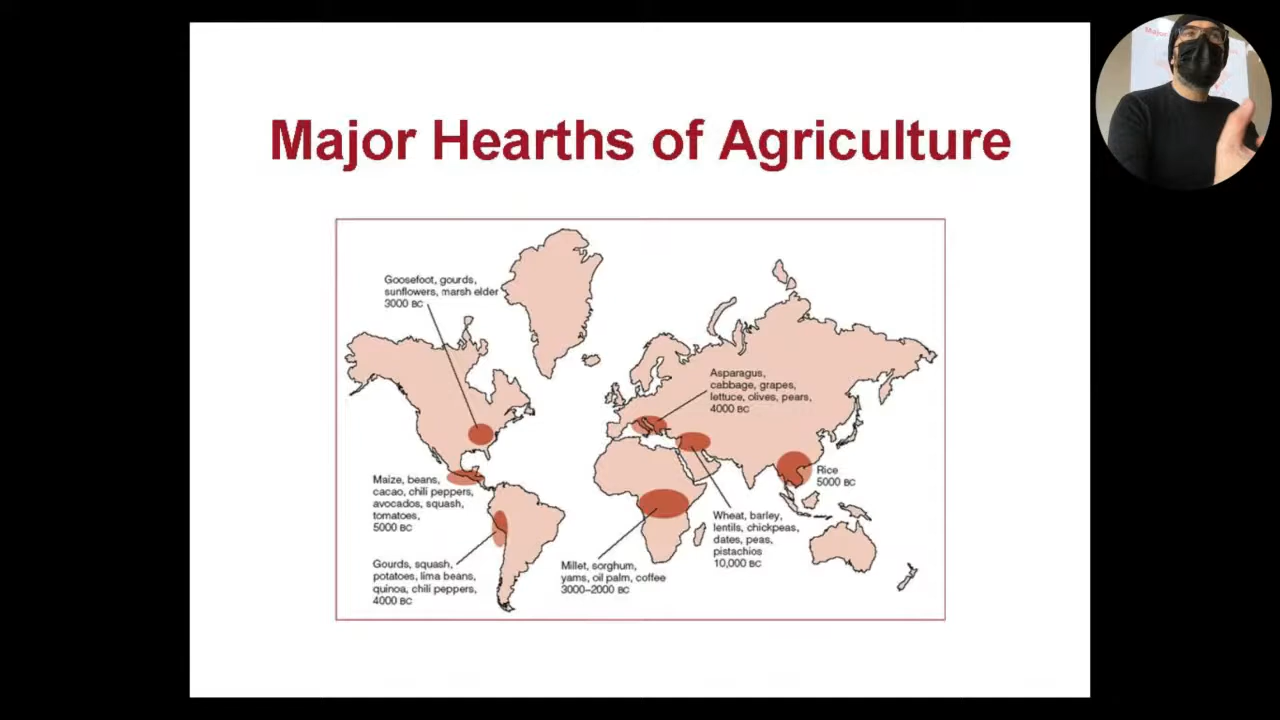 Major Hearths of Agriculture
Goosefoot, gourds,
sunflowers, marsh elder
3000 BC
Asparagus,
cabbage, grapes,
lettuce, olives, pears,
4000 BC
Rice
5000 BC
Maize, beans,
cacao, chili peppers,
avocados, squash,
tomatoes,
5000 BC
Wheat, barley,
lentils, chickpeas,
dates, peas,
pistachios
10,000 BC
Gourds, squash,
potatoes, lima beans,
quinoa, chili peppers,
4000 BC
Millet, sorghum,
yams, oil palm, coffee
3000–2000 BC